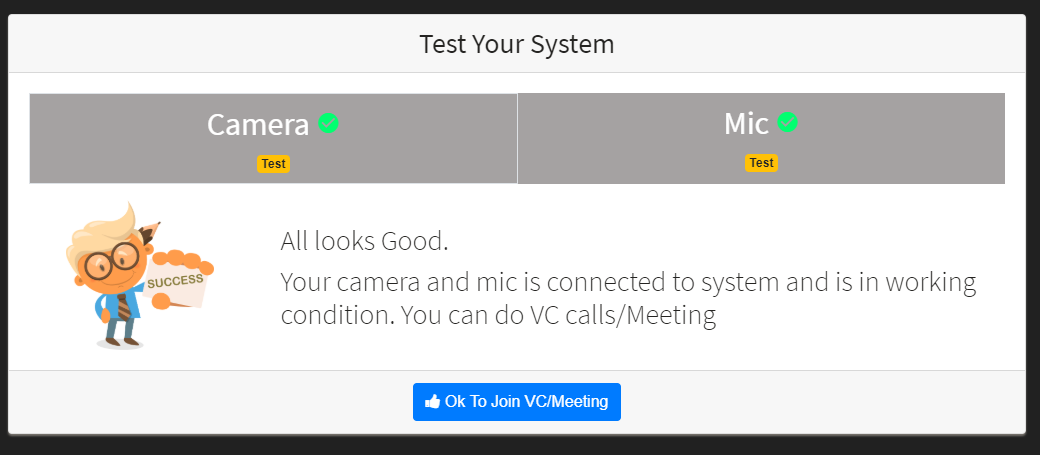 Test Your System
Camera
Mic
Test
Test
SUCCESS
All looks Good.
Your camera and mic is connected to system and is in working
condition. You can do VC calls/Meeting
Ok To Join VC/Meeting